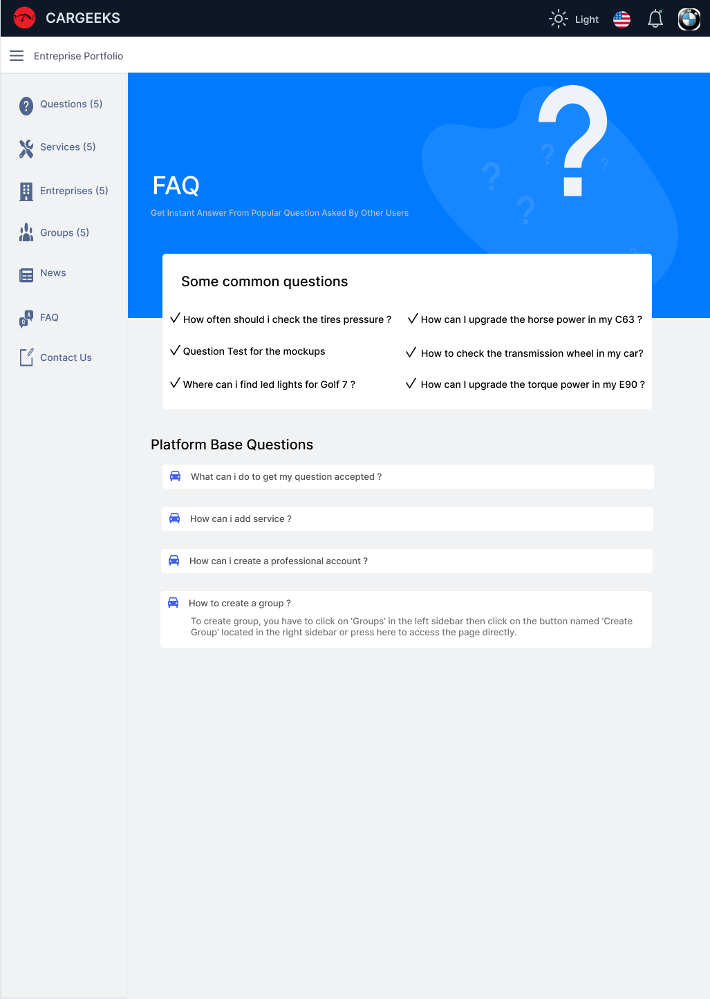 CARGEEKS
Light
Entreprise Portfolio
Questions (5)
Services (5)
Entreprises (5)
Groups (5)
News
FAQ
Contact Us
?
FAQ
Get Instant Answer From Popular Question Asked By Other Users
Some common questions
How often should i check the tires pressure ?
How can I upgrade the horse power in my C63 ?
Question Test for the mockups
How to check the transmission wheel in my car?
Where can i find led lights for Golf 7 ?
How can I upgrade the torque power in my E90 ?
Platform Base Questions
What can i do to get my question accepted ?
How can i add service ?
How can i create a professional account ?
How to create a group ?
To create group, you have to click on 'Groups' in the left sidebar then click on the button named 'Create
Group' located in the right sidebar or press here to access the page directly.